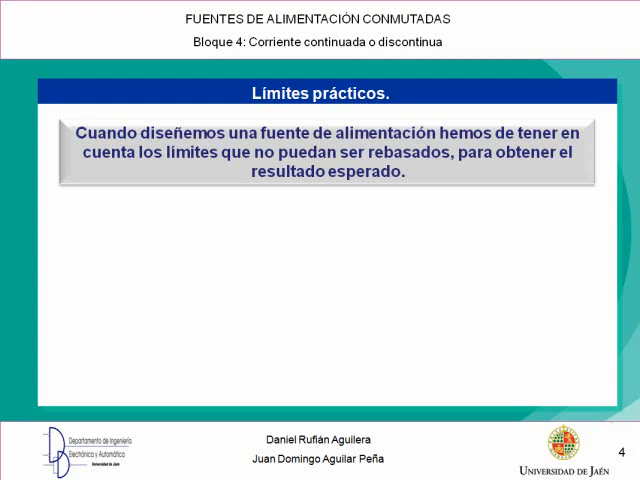 FUENTES DE ALIMENTACIÓN CONMUTADAS
Bloque 4: Corriente continuada o discontinua
Límites prácticos.
Cuando diseñemos una fuente de alimentación hemos de tener en
cuenta los límites que no puedan ser rebasados, para obtener el
resultado esperado.
Departamento de Ingeniería
Electrónica y Automática
Universidad de Jaén
Daniel Rufián Aguilera
Juan Domingo Aguilar Peña
UNIVERSIDAD DE JAÉN
4